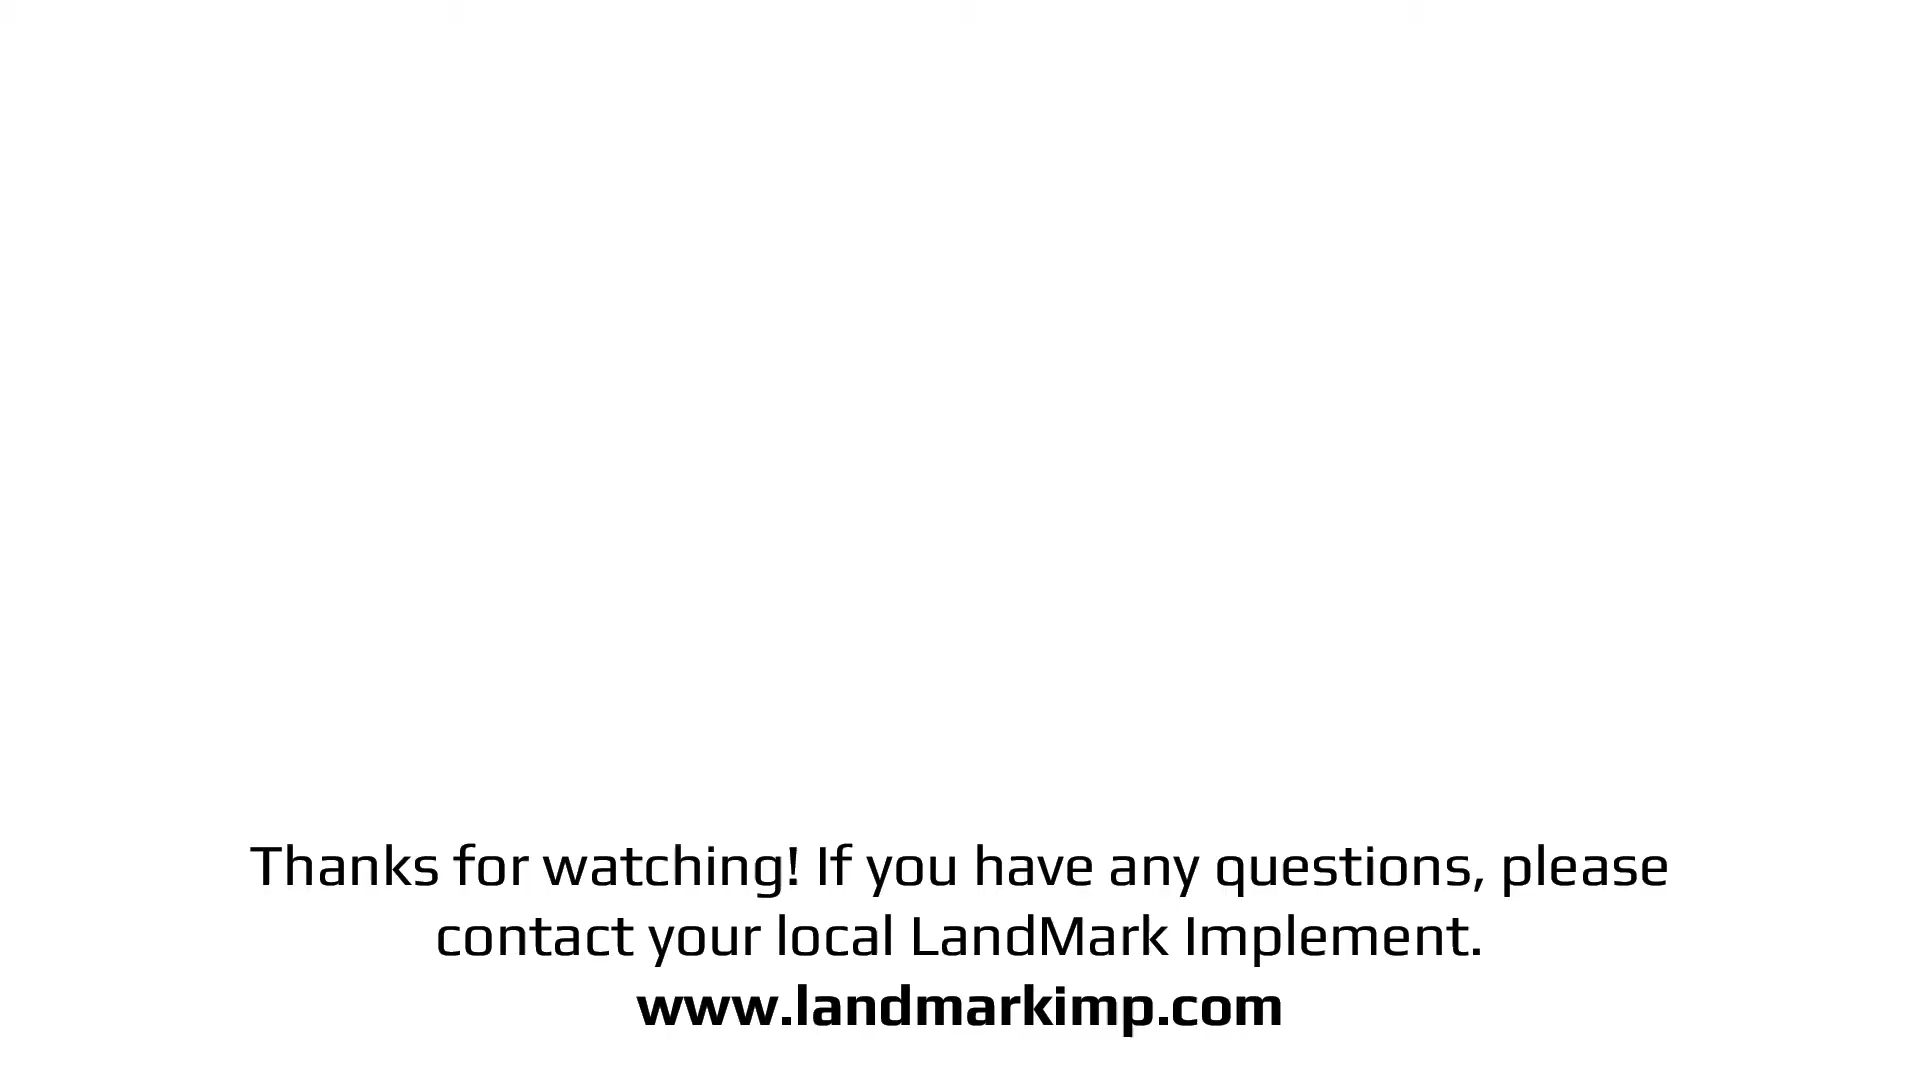 Thanks for watching! If you have any questions, please
contact your local LandMark Implement.
www.landmarkimp.com